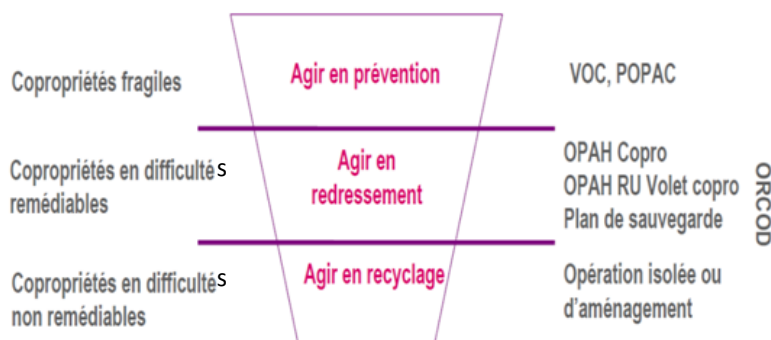 Copropriétés fragiles
Agir en prévention
VOC, POPAC
Copropriétés en difficultés
remédiables
Agir en
redressement
OPAH Copro
OPAH RU Volet copro
Plan de sauvegarde
ORCOD
Copropriétés en difficultés
non remédiables
Agir en recyclage
Opération isolée ou
d'aménagement